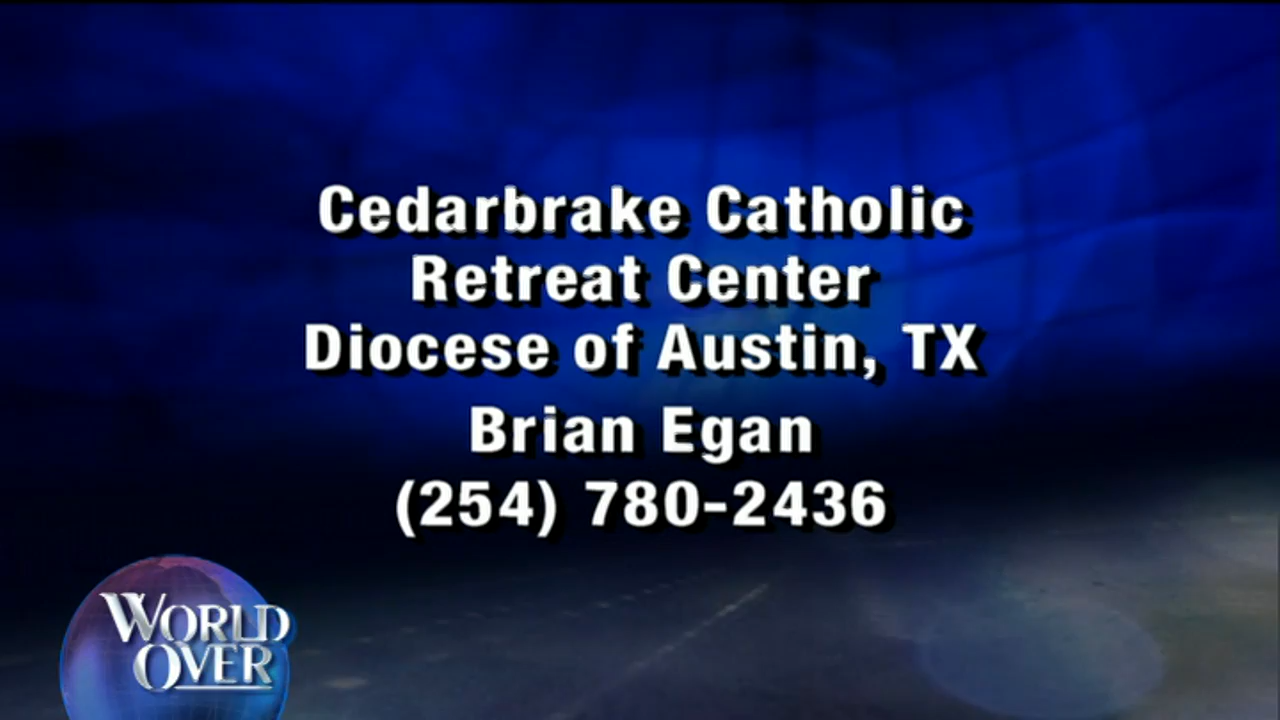 Cedarbrake Catholic
Retreat Center
Diocese of Austin, TX
Brian Egan
(254) 780-2436
WORLD
OVER